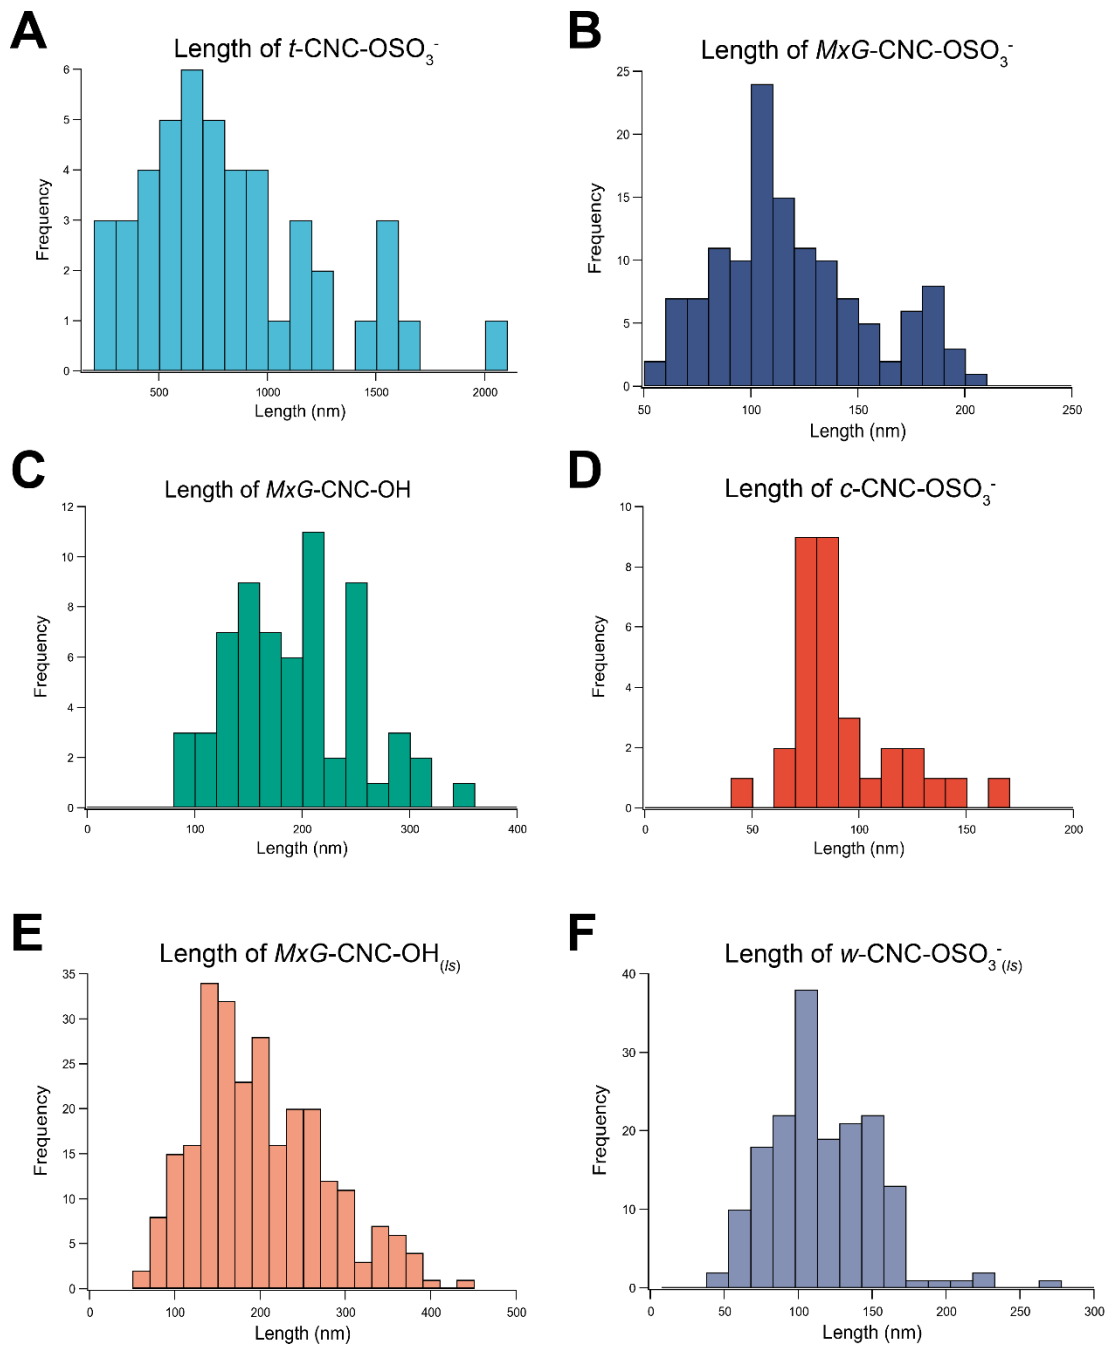 A
Length of t-CNC-OSO₃⁻
6
5
4
3
2
1
0
Frequency
500
1000
1500
2000
Length (nm)
B
Length of MxG-CNC-OSO₃⁻
25
20
15
10
5
0
Frequency
50
100
150
200
250
Length (nm)
C
Length of MxG-CNC-OH
12
10
8
6
4
2
0
Frequency
0
100
200
300
400
Length (nm)
D
Length of c-CNC-OSO₃⁻
10
8
6
4
2
0
Frequency
0
50
100
150
200
Length (nm)
E
Length of MxG-CNC-OH(ls)
35
30
25
20
15
10
5
0
Frequency
0
100
200
300
400
500
Length (nm)
F
Length of w-CNC-OSO₃⁻(ls)
40
30
20
10
0
Frequency
0
50
100
150
200
250
300
Length (nm)